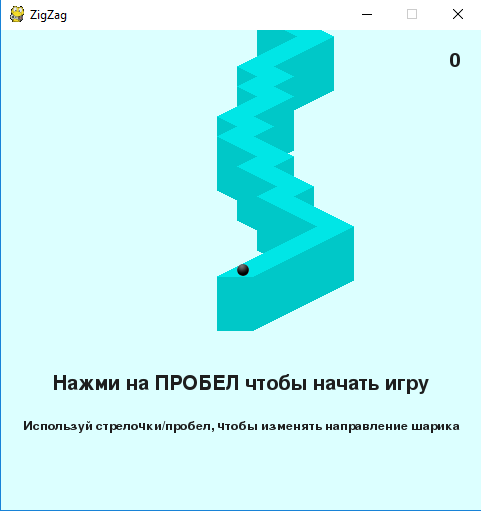 ZigZag
0
Нажми на ПРОБЕЛ чтобы начать игру
Используй стрелочки/пробел, чтобы изменять направление шарика